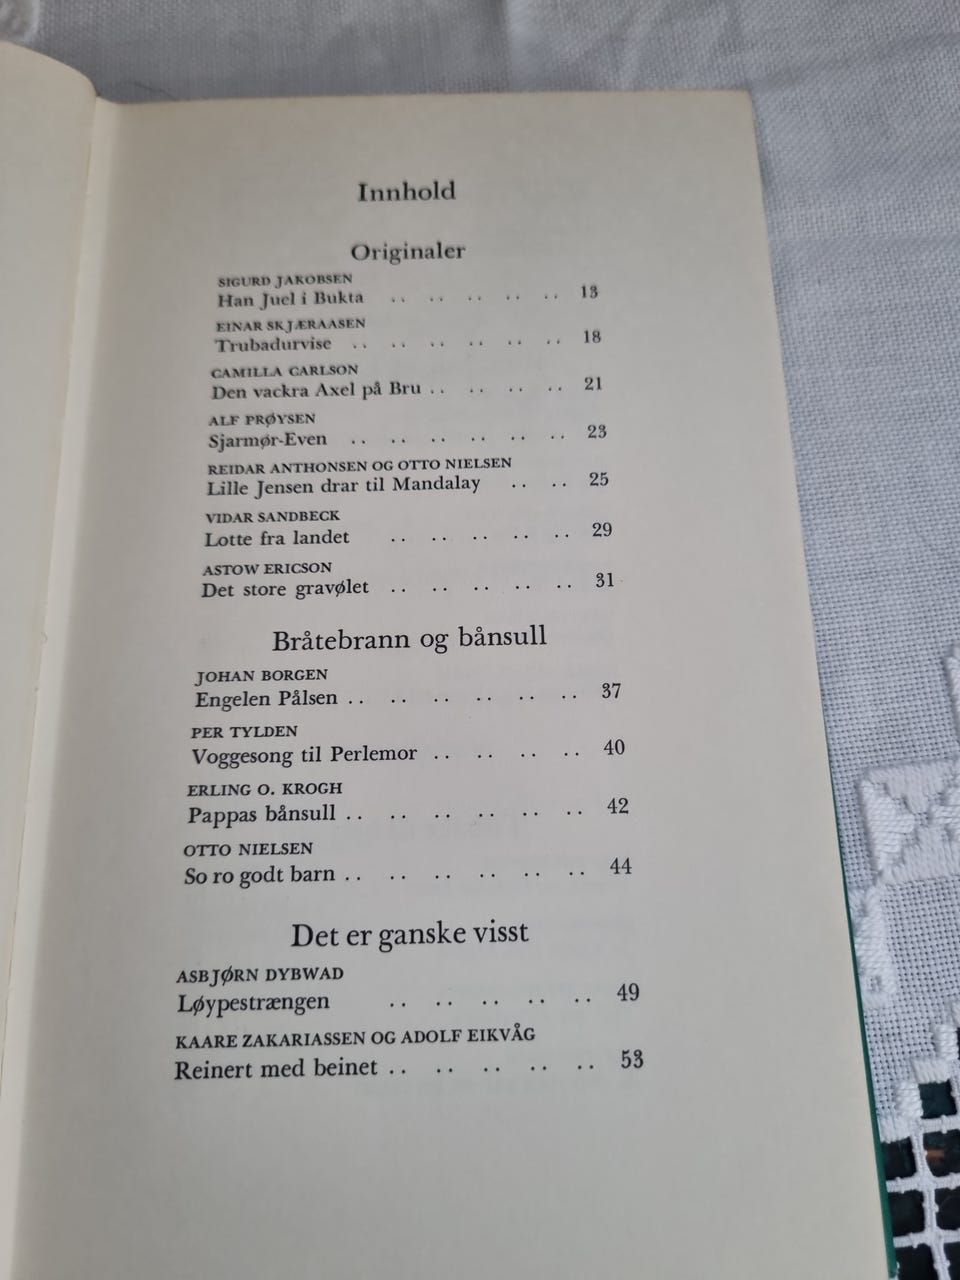 Innhold
Originaler
SIGURD JAKOBSEN
Han Juel i Bukta .. .. .. .. .. 13
EINAR SKJÆRAASEN
Trubadurvise .. .. .. .. .. .. 18
CAMILLA CARLSON
Den vackra Axel på Bru .. .. .. .. 21
ALF PRØYSEN
Sjarmør-Even .. .. .. .. .. .. 23
REIDAR ANTHONSEN OG OTTO NIELSEN
Lille Jensen drar til Mandalay .. .. 25
VIDAR SANDBECK
Lotte fra landet .. .. .. .. .. 29
ASTOW ERICSON
Det store gravølet .. .. .. .. .. 31
Bråtebrann og bånsull
JOHAN BORGEN
Engelen Pålsen .. .. .. .. .. .. 37
PER TYLDEN
Voggesong til Perlemor .. .. .. .. 40
ERLING O. KROGH
Pappas bånsull .. .. .. .. .. .. 42
OTTO NIELSEN
So ro godt barn .. .. .. .. .. .. 44
Det er ganske visst
ASBJØRN DYBWAD
Løypestrængen .. .. .. .. .. 49
KAARE ZAKARIASSEN OG ADOLF EIKVÅG
Reinert med beinet .. .. .. .. .. 53